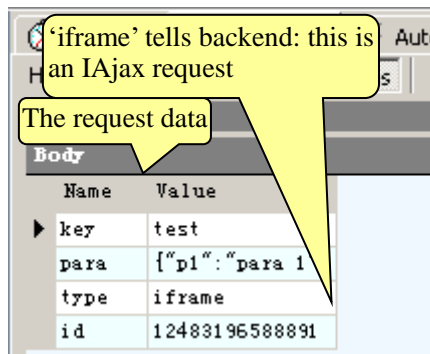 ‘iframe’ tells backend: this is
an IAjax request
Aut
H
s
The request data
Body
Name Value
key test
para {"p1":"para 1
type iframe
id 12483196588891